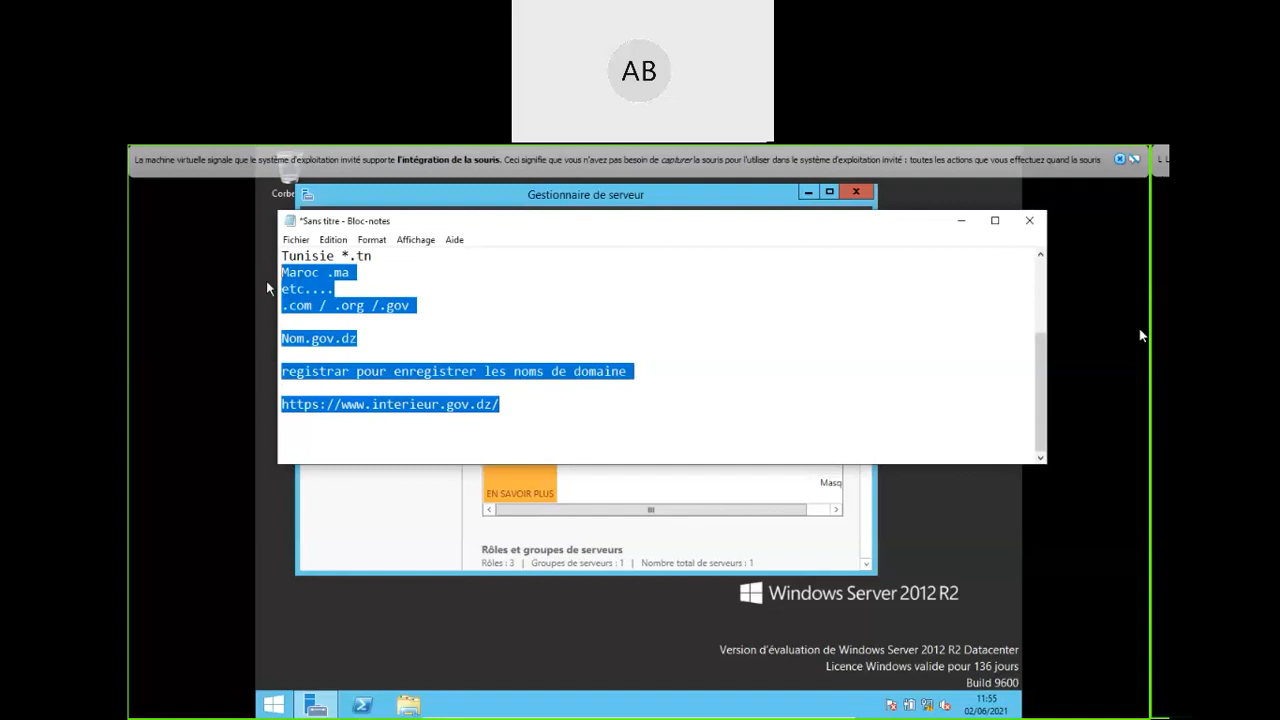 AB
La machine virtuelle signale que le système d'exploitation invité supporte l'intégration de la souris. Ceci signifie que vous n'avez pas besoin de capturer la souris pour l'utiliser dans le système d'exploitation invité ; toutes les actions que vous effectuez quand la souris
Corbe
Gestionnaire de serveur
*Sans titre - Bloc-notes
Fichier Edition Format Affichage Aide
Tunisie *.tn
Maroc .ma
etc....
.com / .org /.gov
Nom.gov.dz
registrar pour enregistrer les noms de domaine
https://www.interieur.gov.dz/
Masq
EN SAVOIR PLUS
Rôles et groupes de serveurs
Rôles : 3 | Groupes de serveurs : 1 | Nombre total de serveurs : 1
Windows Server 2012 R2
Version d'évaluation de Windows Server 2012 R2 Datacenter
Licence Windows valide pour 136 jours
Build 9600
11:55
02/06/2021